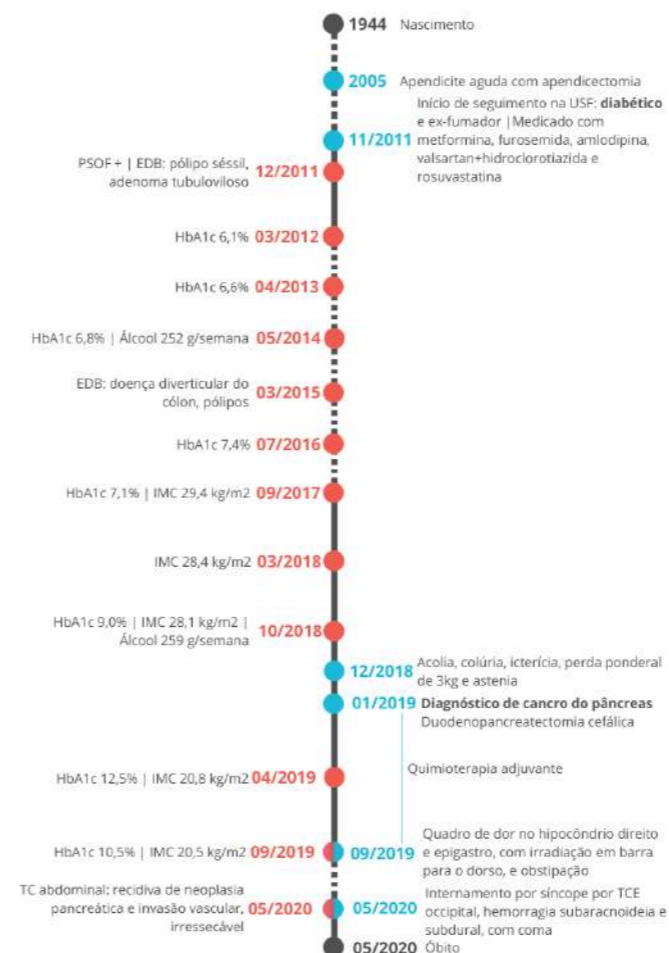 1944 Nascimento
2005 Apendicite aguda com apendicectomia
11/2011 Início de seguimento na USF: diabético
e ex-fumador |Medicado com
metformina, furosemida, amlodipina,
valsartan+hidroclorotiazida e
rosuvastatina
PSOF+ | EDB: pólipo séssil,
adenoma tubuloviloso
12/2011
HbA1c 6,1% 03/2012
HbA1c 6,6% 04/2013
HbA1c 6,8% | Álcool 252 g/semana 05/2014
EDB: doença diverticular do
cólon, pólipos
03/2015
HbA1c 7,4% 07/2016
HbA1c 7,1% | IMC 29,4 kg/m2 09/2017
IMC 28,4 kg/m2 03/2018
HbA1c 9,0% | IMC 28,1 kg/m2 |
Álcool 259 g/semana
10/2018
12/2018 Acolia, colúria, icterícia, perda ponderal
de 3kg e astenia
01/2019 Diagnóstico de cancro do pâncreas
Duodenopancreatectomia cefálica
Quimioterapia adjuvante
HbA1c 12,5% | IMC 20,8 kg/m2 04/2019
HbA1c 10,5% | IMC 20,5 kg/m2 09/2019
09/2019 Quadro de dor no hipocôndrio direito
e epigastro, com irradiação em barra
para o dorso, e obstipação
TC abdominal: recidiva de neoplasia
pancreática e invasão vascular,
irressecável
05/2020
05/2020 Internamento por síncope por TCE
occipital, hemorragia subaracnoideia e
subdural, com coma
05/2020 Óbito